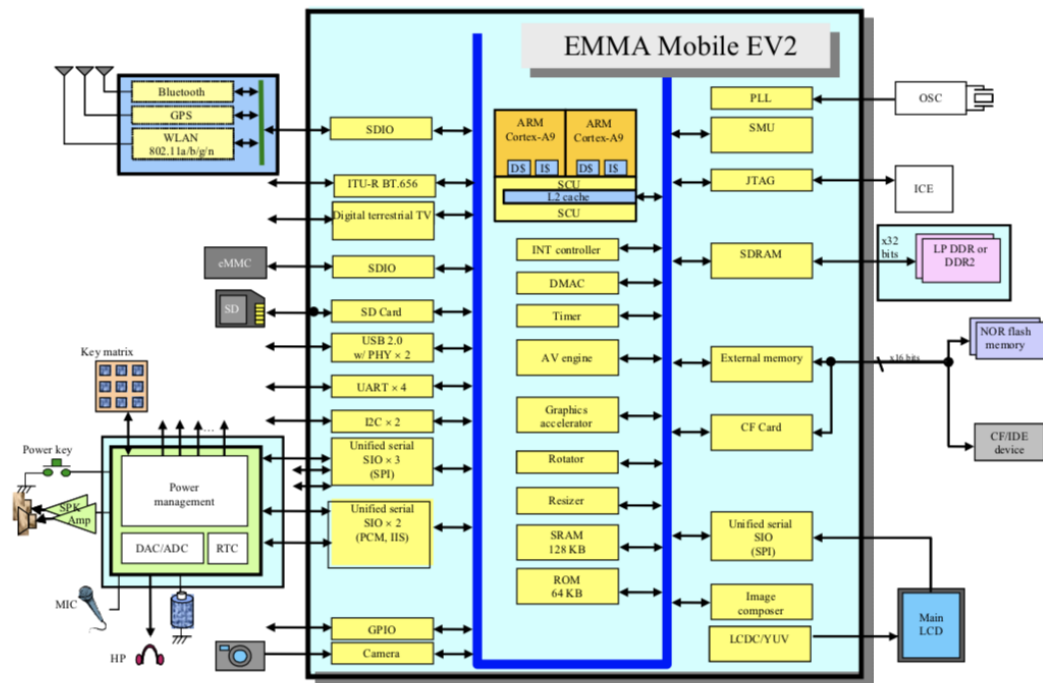 EMMA Mobile EV2
Bluetooth
GPS
WLAN
802.11a/b/g/n
eMMC
SD
Key matrix
...
Power key
SPK
Amp
Power
management
DAC/ADC
RTC
MIC
HP
SDIO
ITU-R BT.656
Digital terrestrial TV
SDIO
SD Card
USB 2.0
w/ PHY × 2
UART × 4
I2C × 2
Unified serial
SIO × 3
(SPI)
Unified serial
SIO × 2
(PCM, IIS)
GPIO
Camera
ARM
Cortex-A9
D$ I$
ARM
Cortex-A9
D$ I$
SCU
L2 cache
SCU
INT controller
DMAC
Timer
AV engine
Graphics
accelerator
Rotator
Resizer
SRAM
128 KB
ROM
64 KB
PLL
SMU
JTAG
SDRAM
External memory
CF Card
Unified serial
SIO
(SPI)
Image
composer
LCDC/YUV
OSC
ICE
x32
bits
LP DDR or
DDR2
x16 bits
NOR flash
memory
CF/IDE
device
Main
LCD